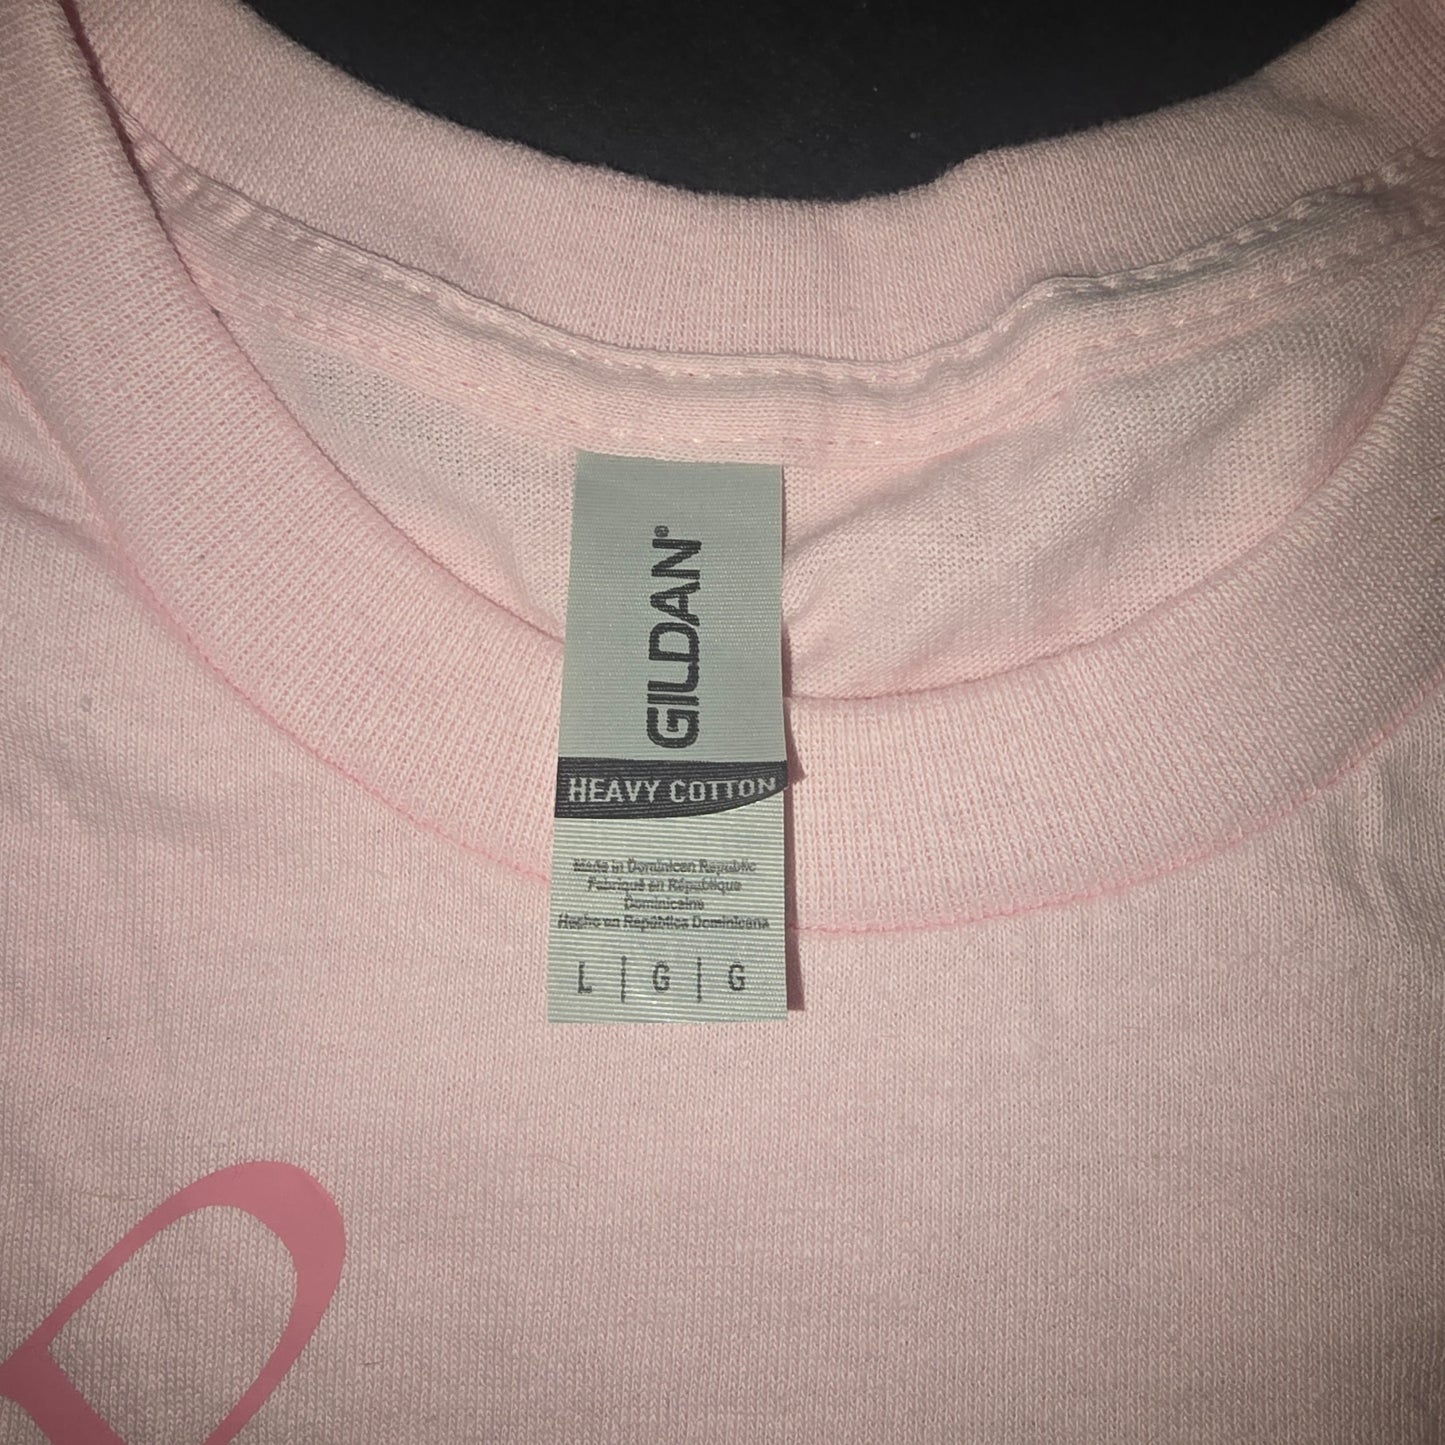 GILDAN®
HEAVY COTTON
Made in Dominican Republic
Fabriqué en République
Dominicaine
Hecho en República Dominicana
L | G | G